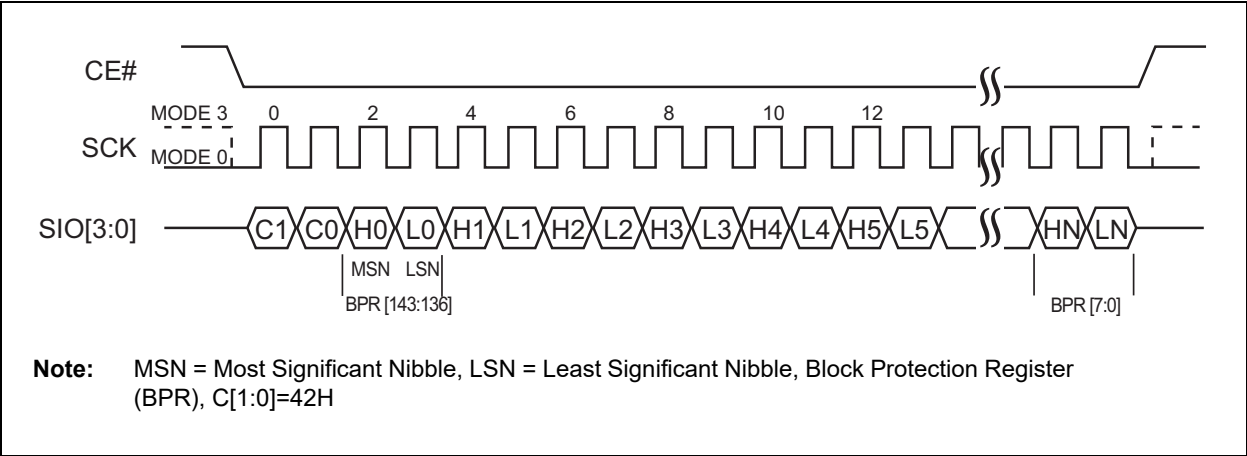 CE#
MODE 3 0 2 4 6 8 10 12
SCK
MODE 0
SIO[3:0] C1 C0 H0 L0 H1 L1 H2 L2 H3 L3 H4 L4 H5 L5 HN LN
MSN LSN
BPR [143:136] BPR [7:0]
Note: MSN = Most Significant Nibble, LSN = Least Significant Nibble, Block Protection Register
(BPR), C[1:0]=42H